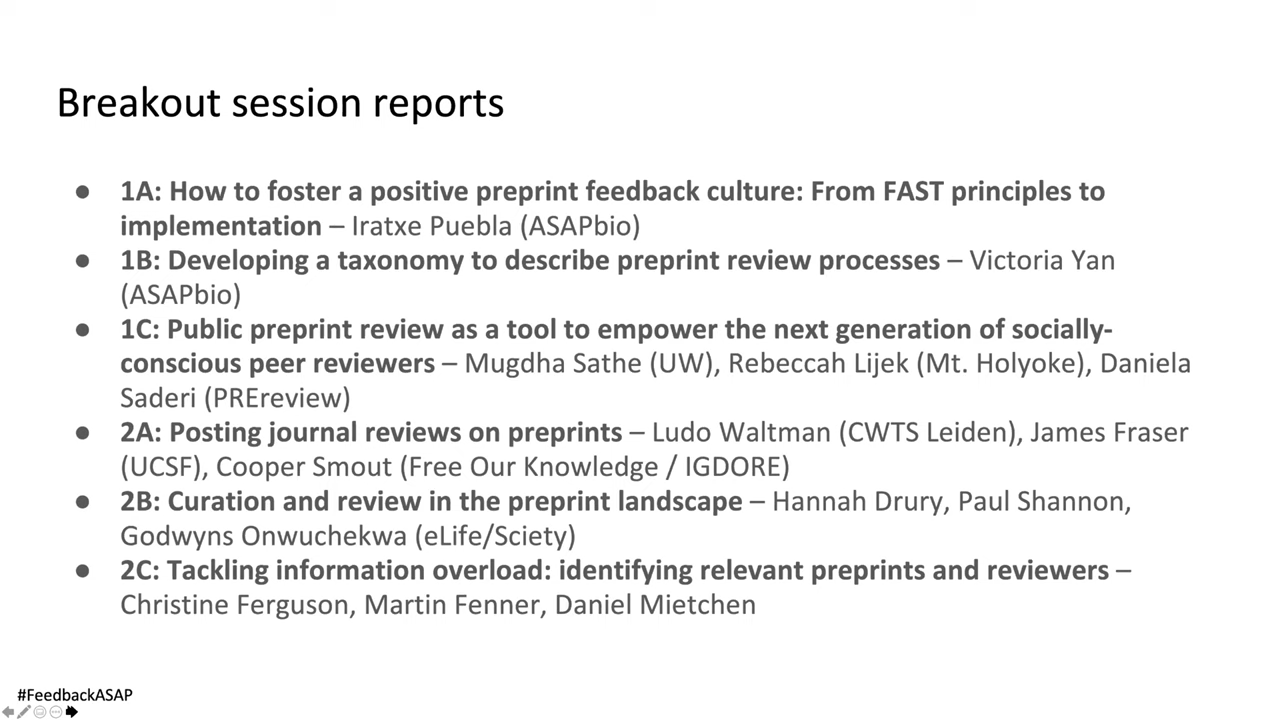 Breakout session reports
● 1A: How to foster a positive preprint feedback culture: From FAST principles to
implementation – Iratxe Puebla (ASAPbio)
● 1B: Developing a taxonomy to describe preprint review processes – Victoria Yan
(ASAPbio)
● 1C: Public preprint review as a tool to empower the next generation of socially-
conscious peer reviewers – Mugdha Sathe (UW), Rebeccah Lijek (Mt. Holyoke), Daniela
Saderi (PREreview)
● 2A: Posting journal reviews on preprints – Ludo Waltman (CWTS Leiden), James Fraser
(UCSF), Cooper Smout (Free Our Knowledge / IGDORE)
● 2B: Curation and review in the preprint landscape – Hannah Drury, Paul Shannon,
Godwyns Onwuchekwa (eLife/Sciety)
● 2C: Tackling information overload: identifying relevant preprints and reviewers –
Christine Ferguson, Martin Fenner, Daniel Mietchen
#FeedbackASAP